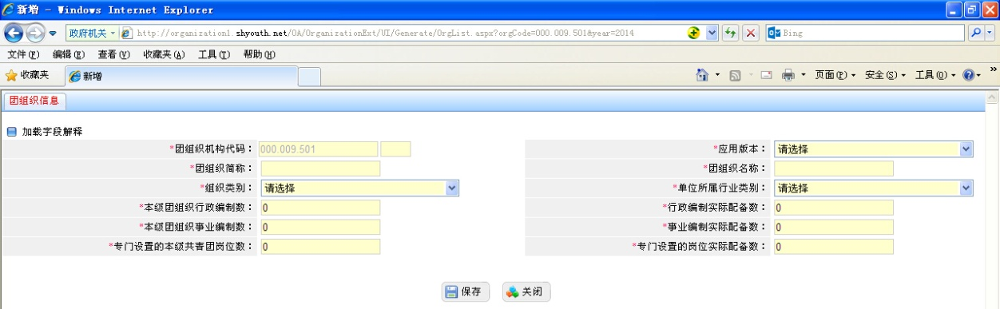 新增 - Windows Internet Explorer
政府机关 http://organization1.shyouth.net/OA/OrganizationExt/UI/Generate/OrgList.aspx?orgCode=000.009.501&year=2014 Bing
文件(F) 编辑(E) 查看(V) 收藏夹(A) 工具(T) 帮助(H)
收藏夹 新增 页面(P) 安全(S) 工具(O) »
团组织信息
加载字段解释
*团组织机构代码： 000.009.501 *应用版本： 请选择
*团组织简称： *团组织名称：
*组织类别： 请选择 *单位所属行业类别： 请选择
*本级团组织行政编制数： 0 *行政编制实际配备数： 0
*本级团组织事业编制数： 0 *事业编制实际配备数： 0
*专门设置的本级共青团岗位数： 0 *专门设置的岗位实际配备数： 0
保存 关闭